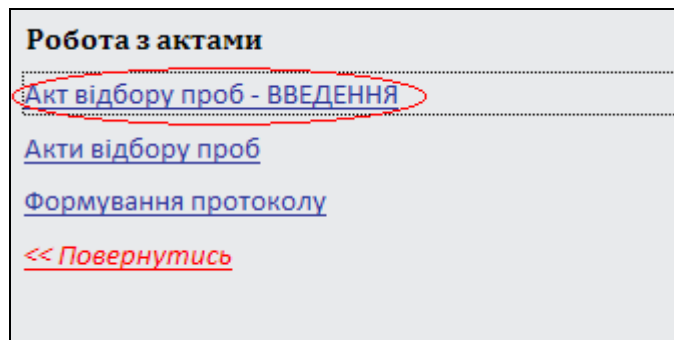 Робота з актами
Акт відбору проб - ВВЕДЕННЯ
Акти відбору проб
Формування протоколу
<< Повернутись